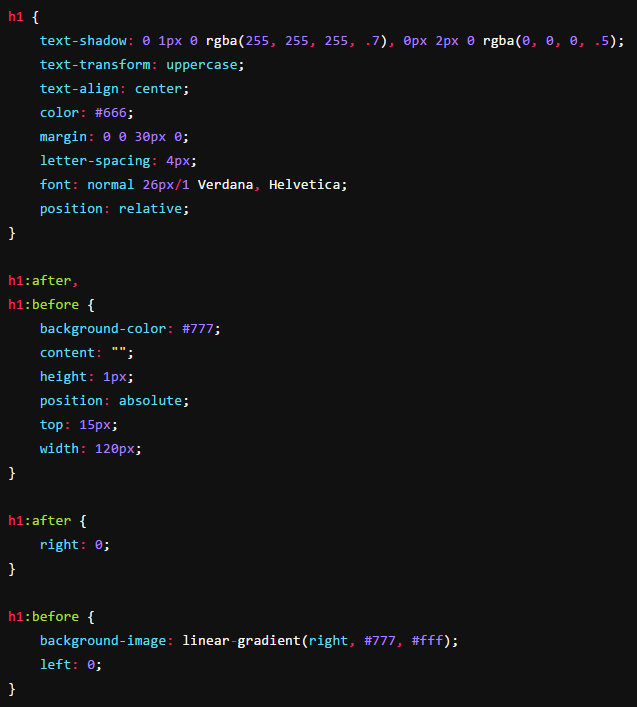 h1 {
    text-shadow: 0 1px 0 rgba(255, 255, 255, .7), 0px 2px 0 rgba(0, 0, 0, .5);
    text-transform: uppercase;
    text-align: center;
    color: #666;
    margin: 0 0 30px 0;
    letter-spacing: 4px;
    font: normal 26px/1 Verdana, Helvetica;
    position: relative;
}

h1:after,
h1:before {
    background-color: #777;
    content: "";
    height: 1px;
    position: absolute;
    top: 15px;
    width: 120px;
}

h1:after {
    right: 0;
}

h1:before {
    background-image: linear-gradient(right, #777, #fff);
    left: 0;
}